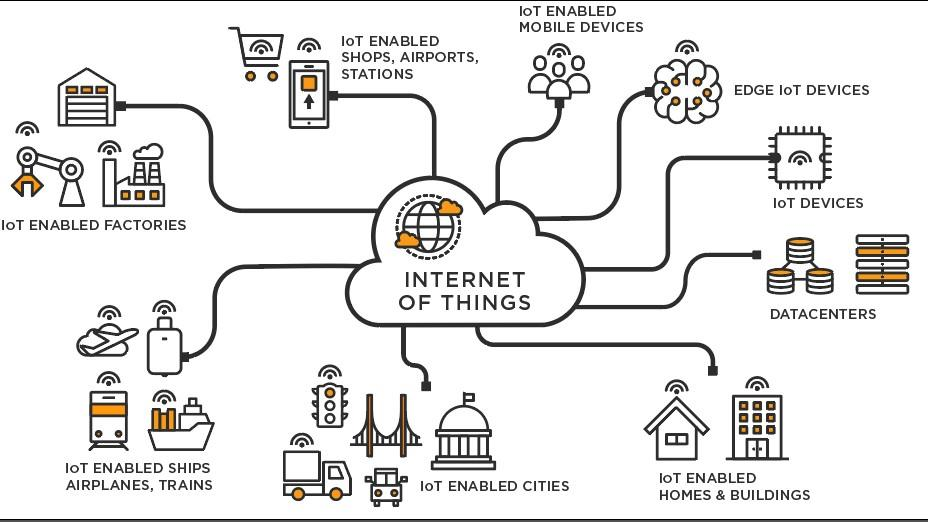 IoT ENABLED
MOBILE DEVICES
IoT ENABLED
SHOPS, AIRPORTS,
STATIONS
EDGE IoT DEVICES
IoT DEVICES
IoT ENABLED FACTORIES
INTERNET
OF THINGS
DATACENTERS
IoT ENABLED SHIPS
AIRPLANES, TRAINS
IoT ENABLED CITIES
IoT ENABLED
HOMES & BUILDINGS